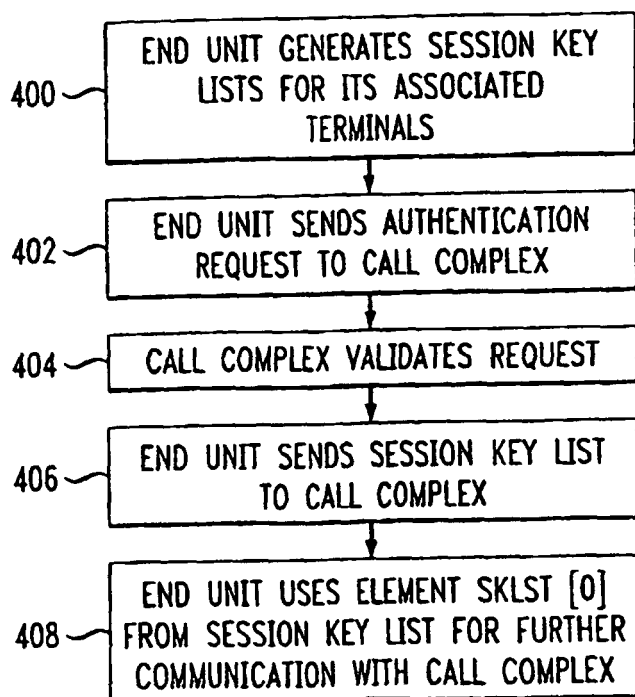 400
END UNIT GENERATES SESSION KEY
LISTS FOR ITS ASSOCIATED
TERMINALS
402
END UNIT SENDS AUTHENTICATION
REQUEST TO CALL COMPLEX
404
CALL COMPLEX VALIDATES REQUEST
406
END UNIT SENDS SESSION KEY LIST
TO CALL COMPLEX
408
END UNIT USES ELEMENT SKLST [0]
FROM SESSION KEY LIST FOR FURTHER
COMMUNICATION WITH CALL COMPLEX